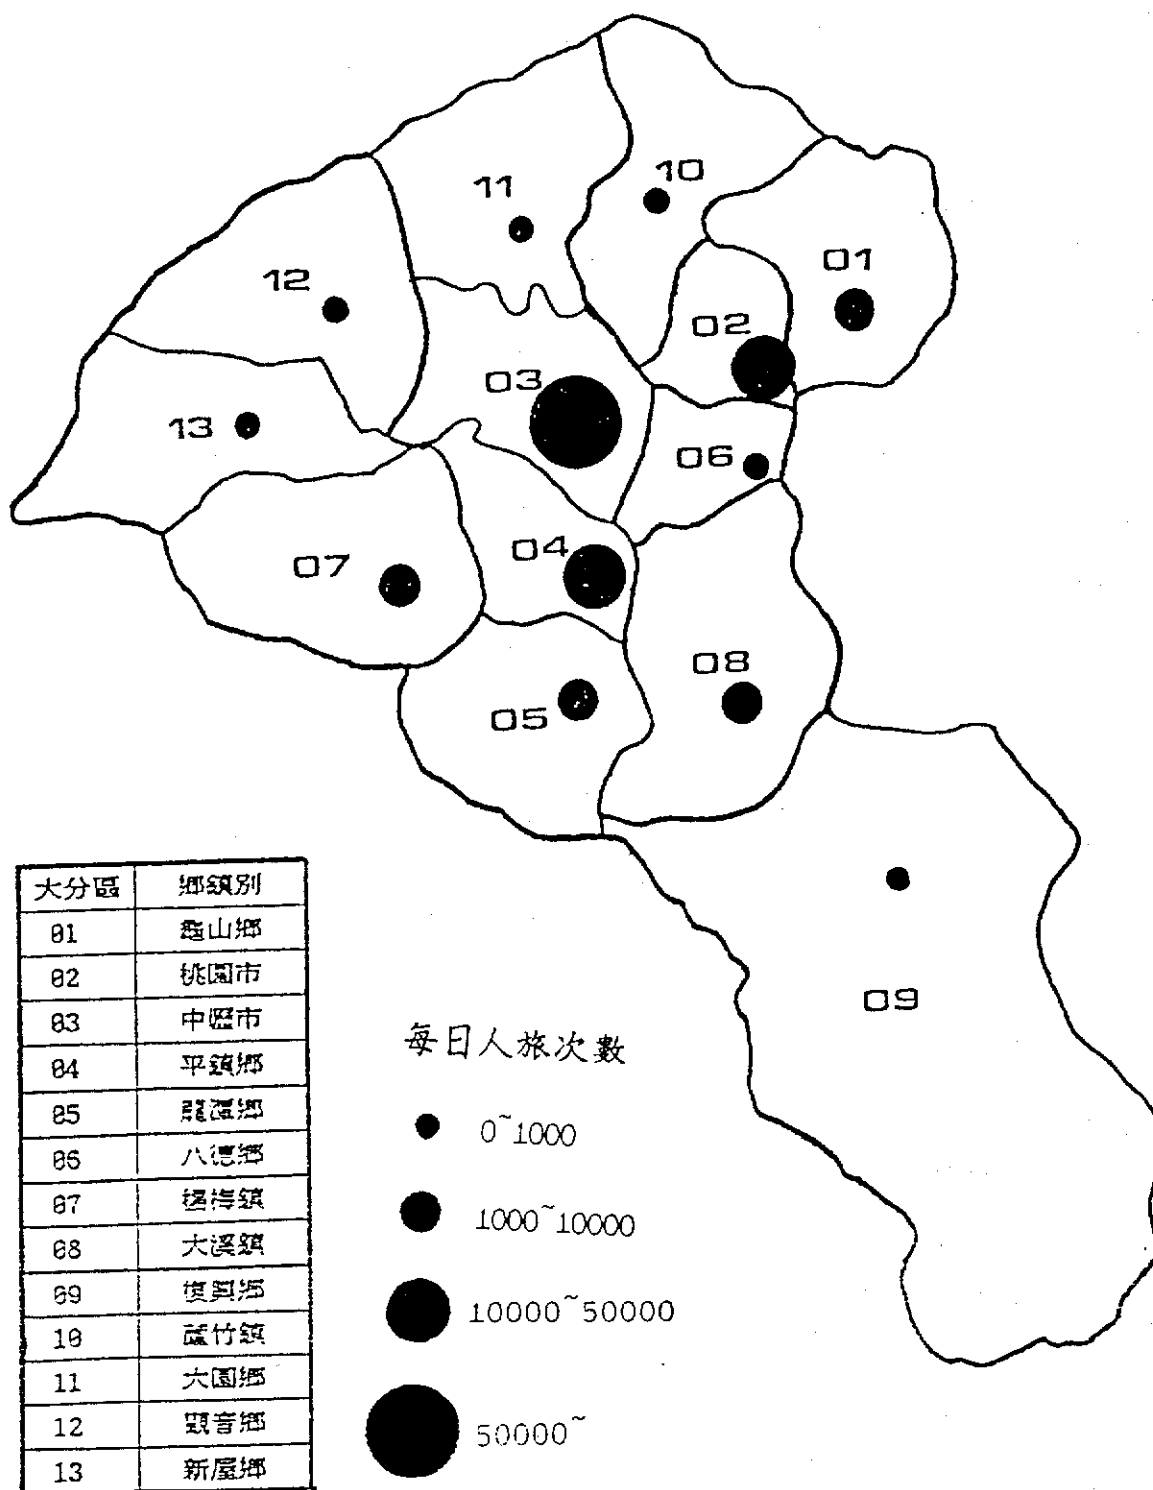 10
11
01
12
02
03
13
06
04
07
08
05
09
大分區 鄉鎮別
01 龜山鄉
02 桃園市
03 中壢市
04 平鎮鄉
05 龍潭鄉
06 八德鄉
07 楊梅鎮
08 大溪鎮
09 復興鄉
10 蘆竹鎮
11 大園鄉
12 觀音鄉
13 新屋鄉
每日人旅次數
0~1000
1000~10000
10000~50000
50000~